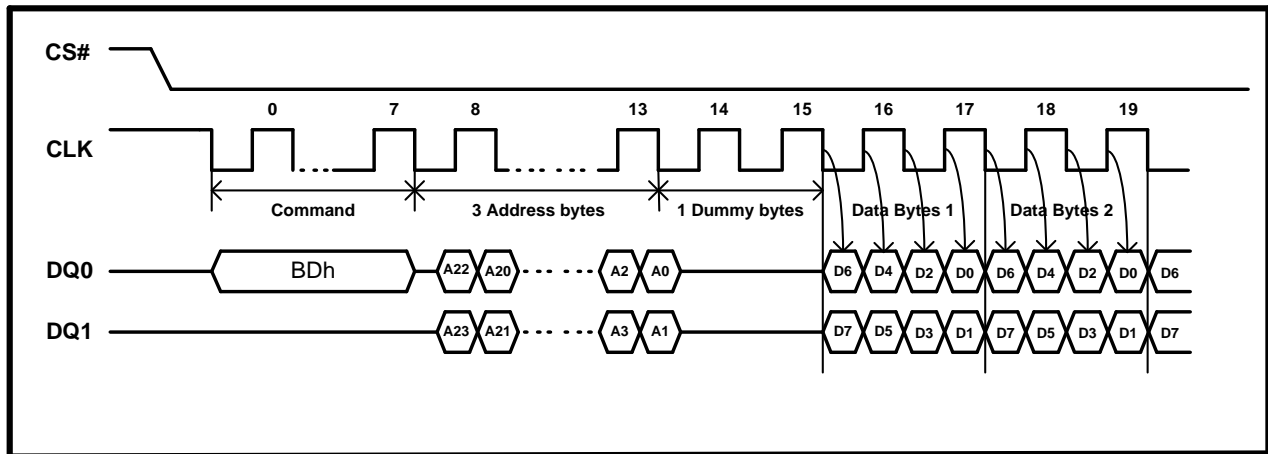 CS#
0 7 8 13 14 15 16 17 18 19
CLK
Command 3 Address bytes 1 Dummy bytes Data Bytes 1 Data Bytes 2
DQ0 BDh A22 A20 A2 A0 D6 D4 D2 D0 D6 D4 D2 D0 D6
DQ1 A23 A21 A3 A1 D7 D5 D3 D1 D7 D5 D3 D1 D7